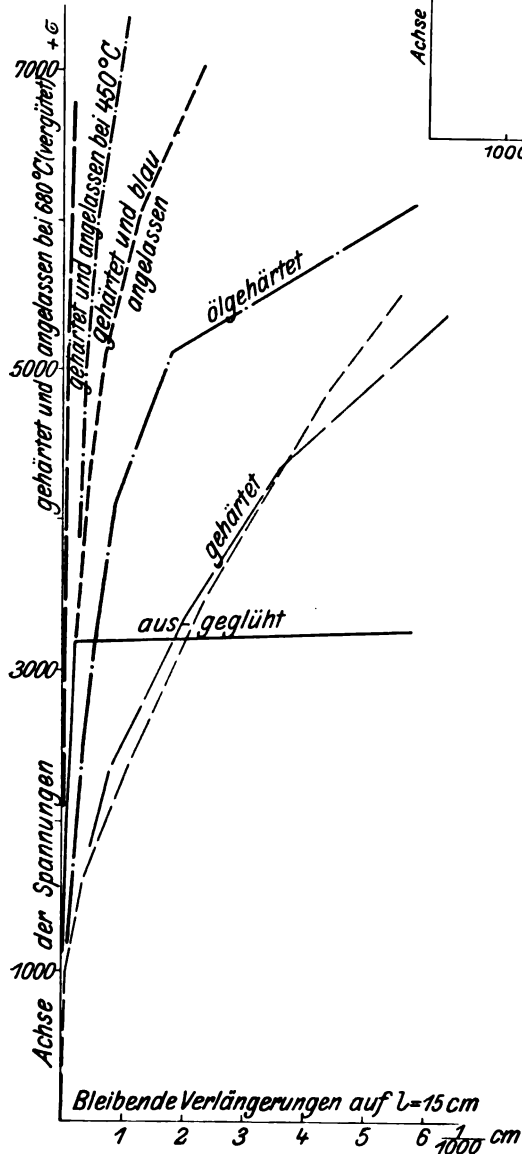 +σ
7000
5000
3000
1000
Achse der Spannungen
gehärtet und angelassen bei 680°C (vergütet)
gehärtet und angelassen bei 450°C
gehärtet und blau
angelassen
ölgehärtet
gehärtet
aus-geglüht
Bleibende Verlängerungen auf l=15cm
1 2 3 4 5 6 1/1000 cm
Achse
1000